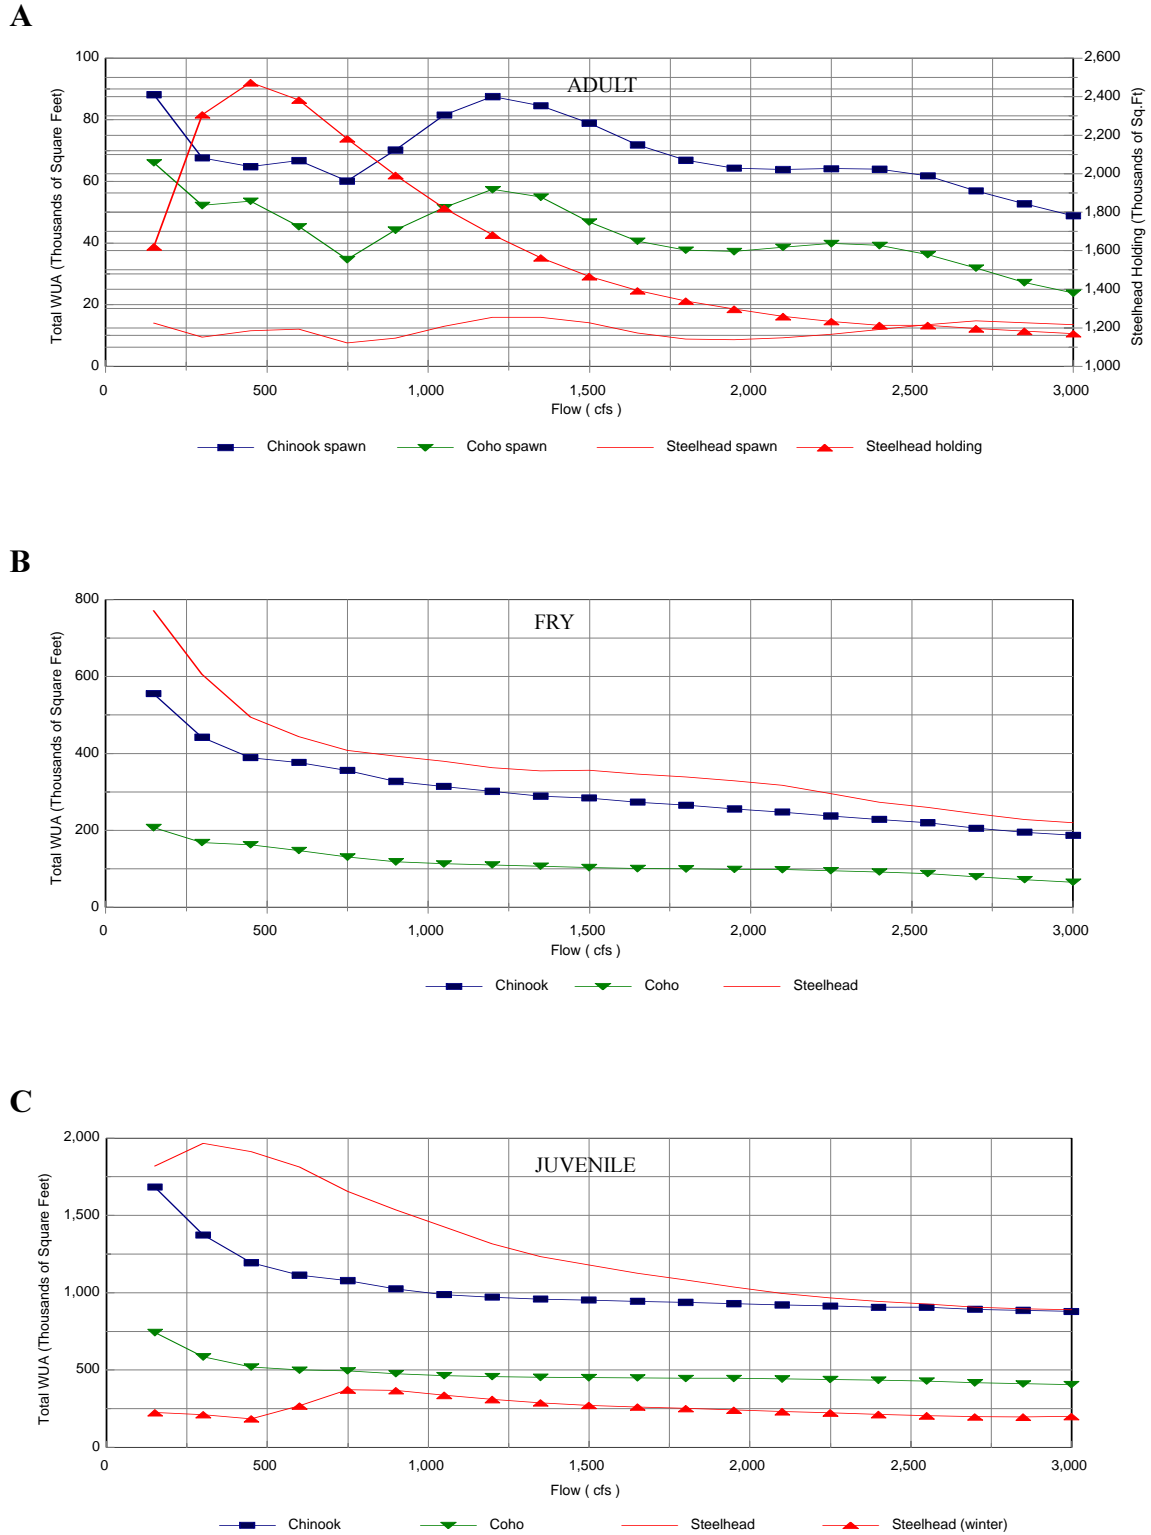 A
ADULT
Total WUA (Thousands of Square Feet)
100
80
60
40
20
0
2,600
2,400
2,200
2,000
1,800
1,600
1,400
1,200
1,000
Steelhead Holding (Thousands of Sq.Ft)
0 500 1,000 1,500 2,000 2,500 3,000
Flow ( cfs )
Chinook spawn Coho spawn Steelhead spawn Steelhead holding
B
FRY
Total WUA (Thousands of Square Feet)
800
600
400
200
0
0 500 1,000 1,500 2,000 2,500 3,000
Flow ( cfs )
Chinook Coho Steelhead
C
JUVENILE
Total WUA (Thousands of Square Feet)
2,000
1,500
1,000
500
0
0 500 1,000 1,500 2,000 2,500 3,000
Flow ( cfs )
Chinook Coho Steelhead Steelhead (winter)